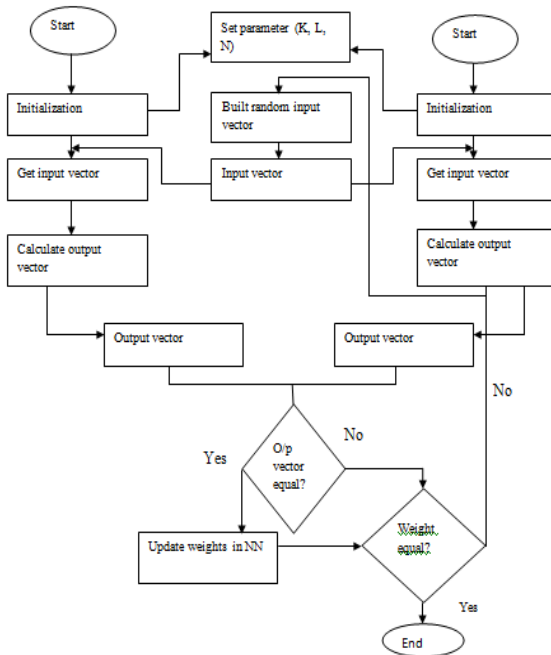 Start
Set parameter (K, L,
N)
Start
Initialization
Built random input
vector
Initialization
Get input vector
Input vector
Get input vector
Calculate output
vector
Calculate output
vector
Output vector
Output vector
No
Yes
O/p
vector
equal?
No
Update weights in NN
Weight
equal?
Yes
End